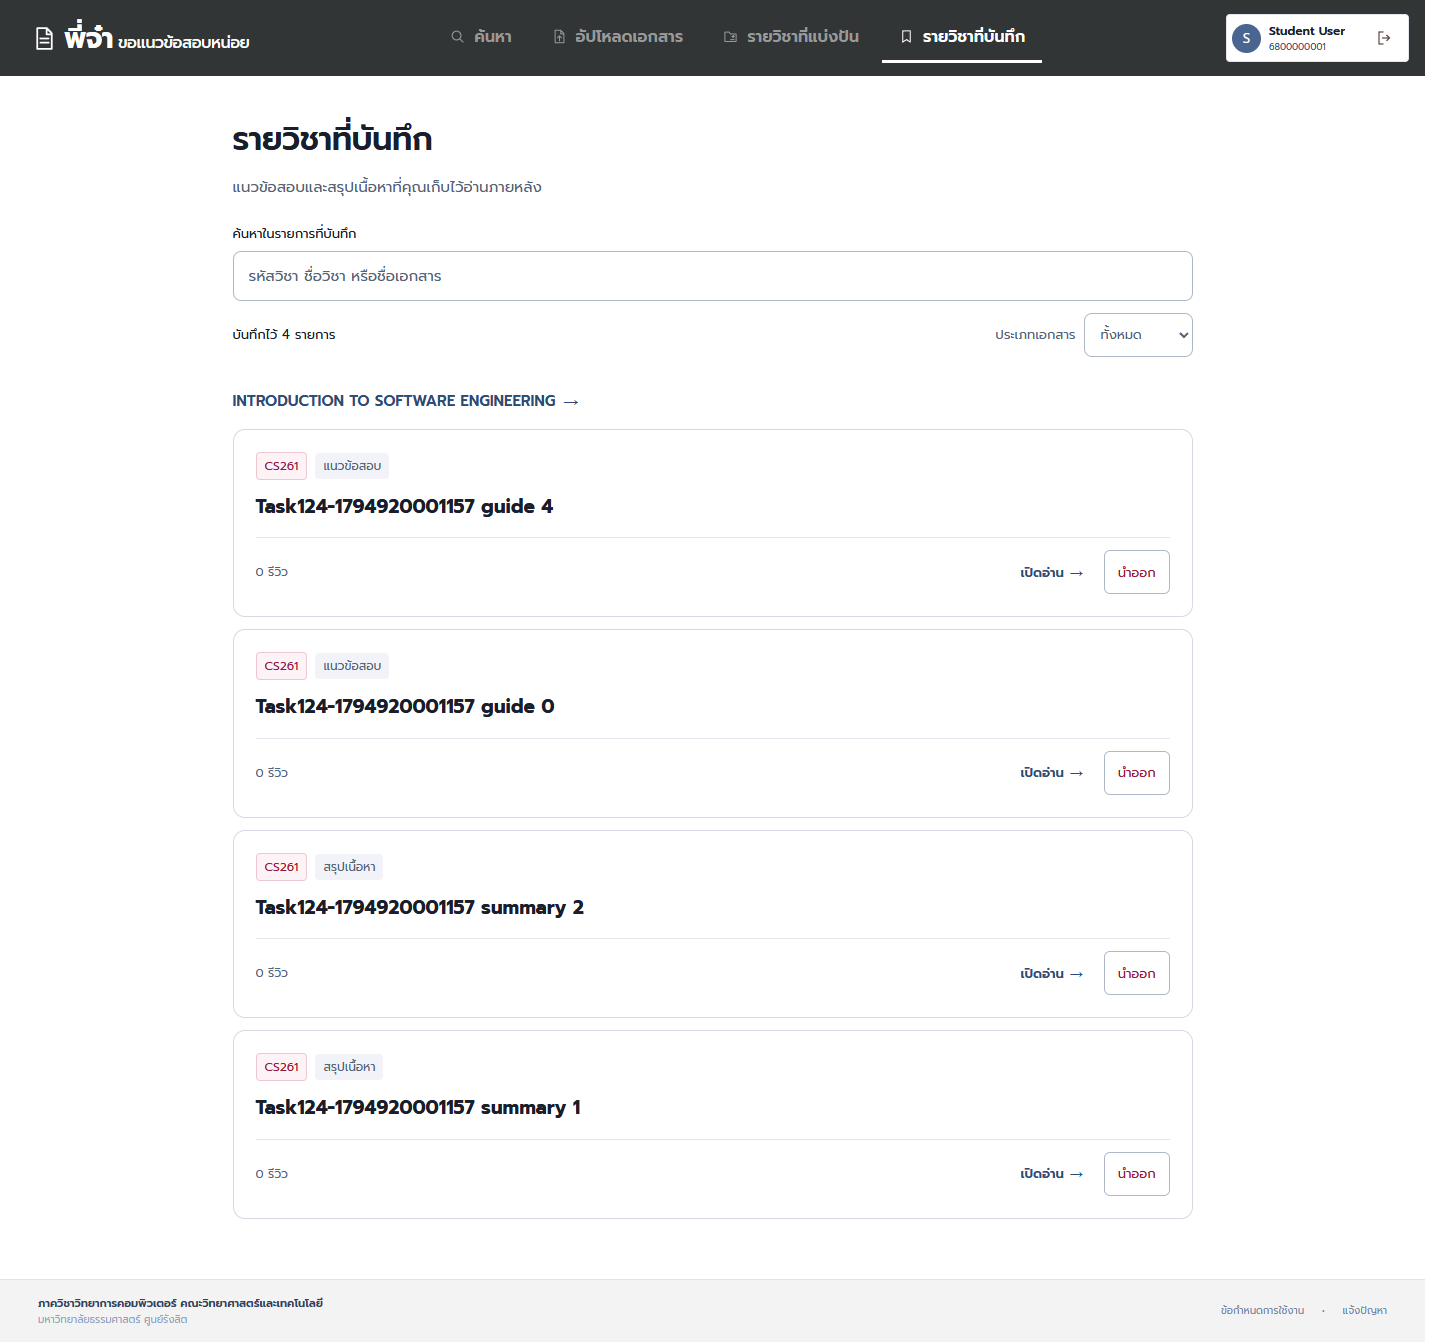 พี่จ๋า ขอแนวข้อสอบหน่อย
ค้นหา
อัปโหลดเอกสาร
รายวิชาที่แบ่งปัน
รายวิชาที่บันทึก
S
Student User
6800000001
รายวิชาที่บันทึก
แนวข้อสอบและสรุปเนื้อหาที่คุณเก็บไว้อ่านภายหลัง
ค้นหาในรายการที่บันทึก
รหัสวิชา ชื่อวิชา หรือชื่อเอกสาร
บันทึกไว้ 4 รายการ
ประเภทเอกสาร ทั้งหมด
INTRODUCTION TO SOFTWARE ENGINEERING →
CS261 แนวข้อสอบ
Task124-1794920001157 guide 4
0 รีวิว
เปิดอ่าน →
นำออก
CS261 แนวข้อสอบ
Task124-1794920001157 guide 0
0 รีวิว
เปิดอ่าน →
นำออก
CS261 สรุปเนื้อหา
Task124-1794920001157 summary 2
0 รีวิว
เปิดอ่าน →
นำออก
CS261 สรุปเนื้อหา
Task124-1794920001157 summary 1
0 รีวิว
เปิดอ่าน →
นำออก
ภาควิชาวิทยาการคอมพิวเตอร์ คณะวิทยาศาสตร์และเทคโนโลยี
มหาวิทยาลัยธรรมศาสตร์ ศูนย์รังสิต
ข้อกำหนดการใช้งาน • แจ้งปัญหา